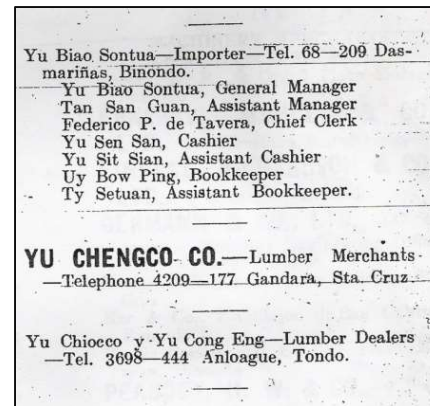 Yu Biao Sontua—Importer—Tel. 68—209 Das-
mariñas, Binondo.
Yu Biao Sontua, General Manager
Tan San Guan, Assistant Manager
Federico P. de Tavera, Chief Clerk
Yu Sen San, Cashier
Yu Sit Sian, Assistant Cashier
Uy Bow Ping, Bookkeeper
Ty Setuan, Assistant Bookkeeper.
YU CHENGCO CO.—Lumber Merchants
—Telephone 4209—177 Gandara, Sta. Cruz
Yu Chiocco y Yu Cong Eng—Lumber Dealers
—Tel. 3698—444 Anloague, Tondo.